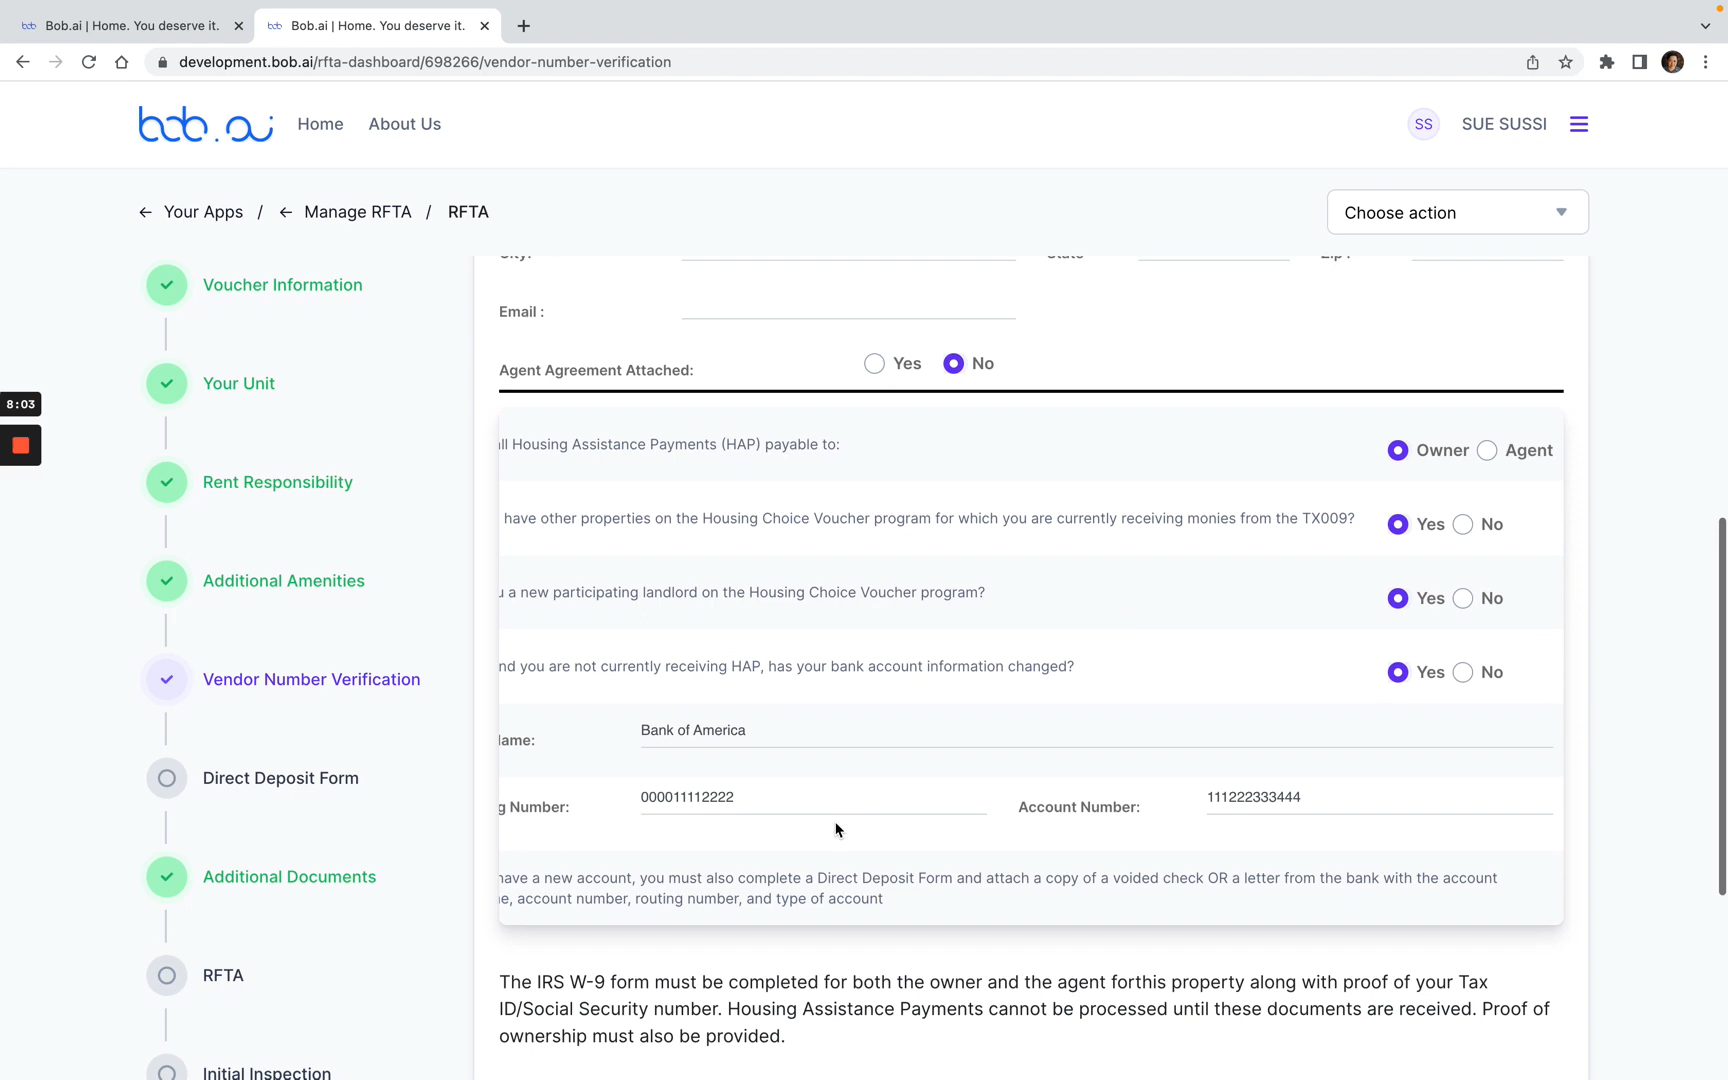 Bob.ai | Home. You deserve it.
Bob.ai | Home. You deserve it.
development.bob.ai/rfta-dashboard/698266/vendor-number-verification
bob.ai
Home
About Us
SS
SUE SUSSI
Your Apps / Manage RFTA / RFTA
Choose action
Voucher Information
Your Unit
8:03
Rent Responsibility
Additional Amenities
Vendor Number Verification
Direct Deposit Form
Additional Documents
RFTA
Initial Inspection
City: State Zip :
Email :
Agent Agreement Attached: Yes No
ll Housing Assistance Payments (HAP) payable to: Owner Agent
have other properties on the Housing Choice Voucher program for which you are currently receiving monies from the TX009? Yes No
u a new participating landlord on the Housing Choice Voucher program? Yes No
nd you are not currently receiving HAP, has your bank account information changed? Yes No
Name: Bank of America
g Number: 000011112222 Account Number: 111222333444
have a new account, you must also complete a Direct Deposit Form and attach a copy of a voided check OR a letter from the bank with the account
e, account number, routing number, and type of account
The IRS W-9 form must be completed for both the owner and the agent forthis property along with proof of your Tax
ID/Social Security number. Housing Assistance Payments cannot be processed until these documents are received. Proof of
ownership must also be provided.